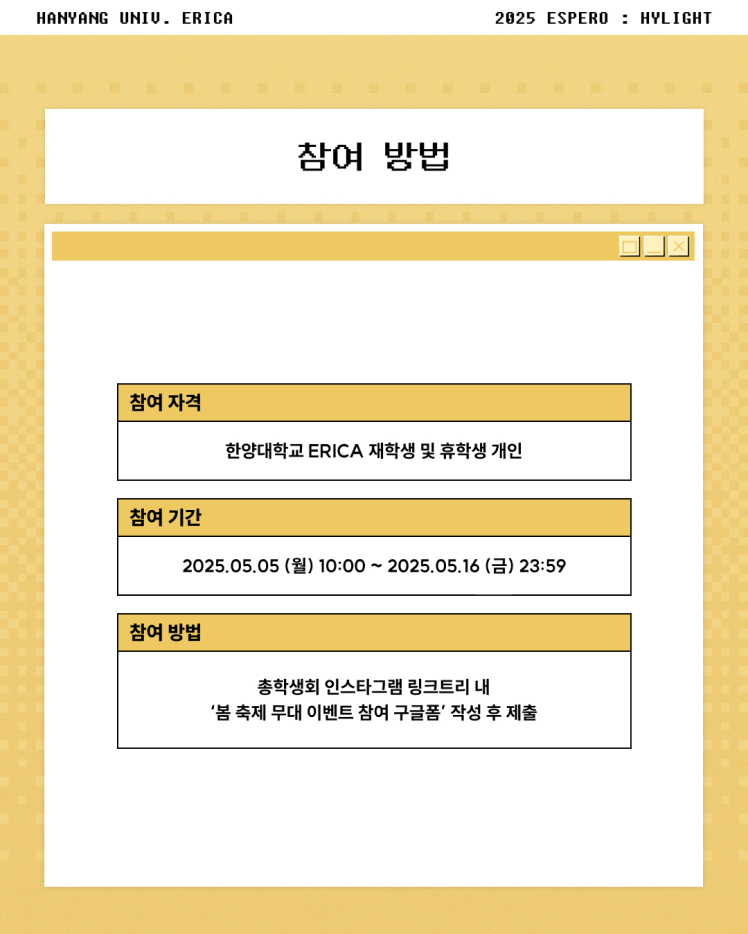 HANYANG UNIV. ERICA
2025 ESPERO : HYLIGHT
참여 방법
참여 자격
한양대학교 ERICA 재학생 및 휴학생 개인
참여 기간
2025.05.05 (월) 10:00 ~ 2025.05.16 (금) 23:59
참여 방법
총학생회 인스타그램 링크트리 내
‘봄 축제 무대 이벤트 참여 구글폼’ 작성 후 제출